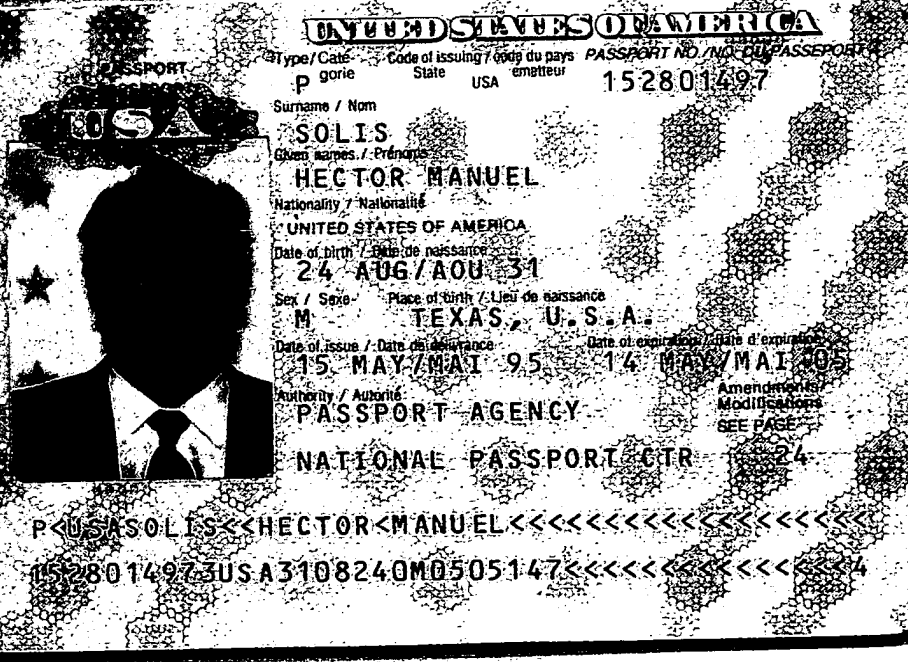 UNITED STATES OF AMERICA
PASSPORT
USA
Type / Caté- gorie
P
Code of issuing / code du pays
State émetteur
USA
PASSPORT NO. / NO. DU PASSEPORT
152801497
Surname / Nom
SOLIS
Given names / Prénoms
HECTOR MANUEL
Nationality / Nationalité
UNITED STATES OF AMERICA
Date of birth / Date de naissance
24 AUG/AOU 31
Sex / Sexe
M
Place of birth / Lieu de naissance
TEXAS, U.S.A.
Date of issue / Date de délivrance
15 MAY/MAI 95
Date of expiration / Date d'expiration
14 MAY/MAI 05
Authority / Autorité
PASSPORT AGENCY
NATIONAL PASSPORT CTR
Amendments/
Modifications
SEE PAGE
24
P<USASOLIS<<HECTOR<MANUEL<<<<<<<<<<<<<<<<<<<
1528014973USA3108240M0505147<<<<<<<<<<<<<<<4